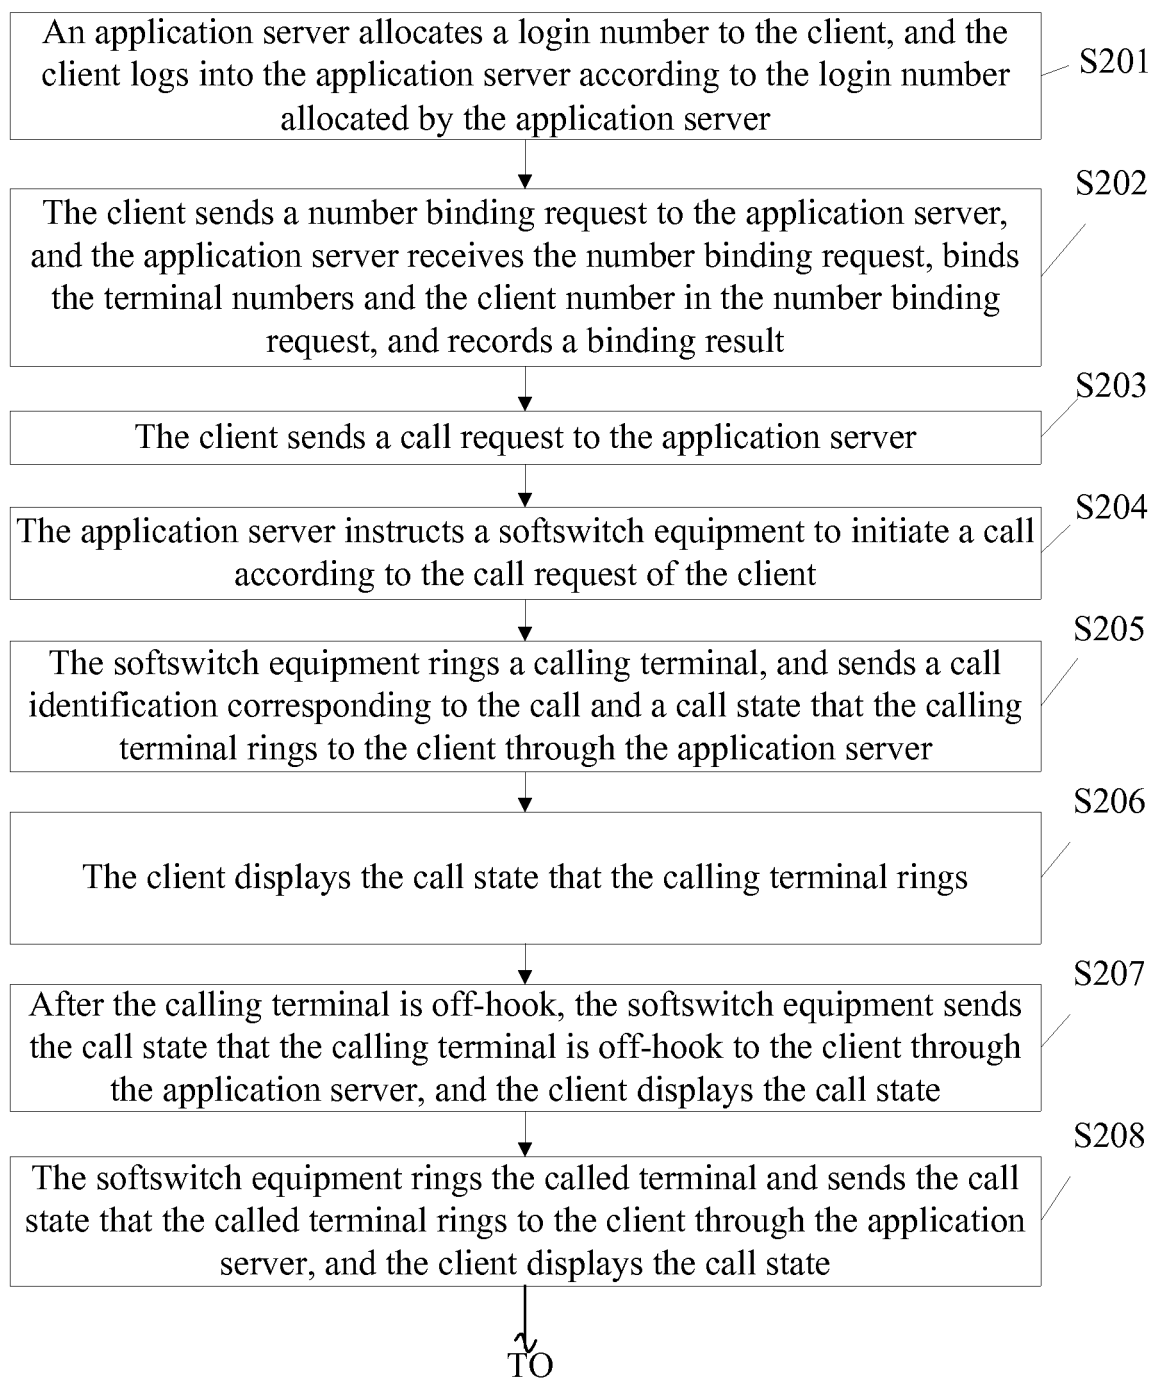 An application server allocates a login number to the client, and the
client logs into the application server according to the login number
allocated by the application server
S201
The client sends a number binding request to the application server,
and the application server receives the number binding request, binds
the terminal numbers and the client number in the number binding
request, and records a binding result
S202
The client sends a call request to the application server
S203
The application server instructs a softswitch equipment to initiate a call
according to the call request of the client
S204
The softswitch equipment rings a calling terminal, and sends a call
identification corresponding to the call and a call state that the calling
terminal rings to the client through the application server
S205
The client displays the call state that the calling terminal rings
S206
After the calling terminal is off-hook, the softswitch equipment sends
the call state that the calling terminal is off-hook to the client through
the application server, and the client displays the call state
S207
The softswitch equipment rings the called terminal and sends the call
state that the called terminal rings to the client through the application
server, and the client displays the call state
S208
TO